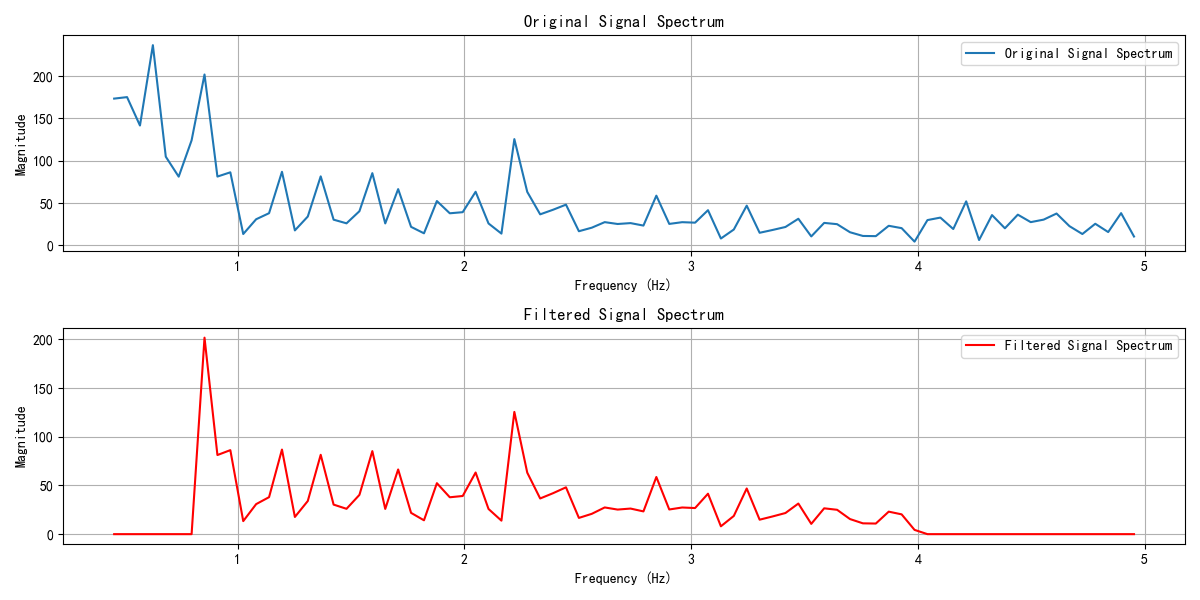 Original Signal Spectrum
Original Signal Spectrum
Magnitude
200
150
100
50
0
1
2
3
4
5
Frequency (Hz)
Filtered Signal Spectrum
Filtered Signal Spectrum
Magnitude
200
150
100
50
0
1
2
3
4
5
Frequency (Hz)